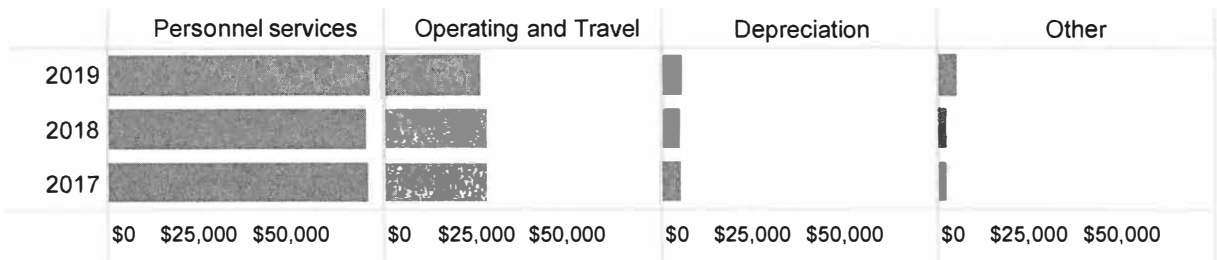 Personnel services Operating and Travel Depreciation Other
2019
2018
2017
$0 $25,000 $50,000 $0 $25,000 $50,000 $0 $25,000 $50,000 $0 $25,000 $50,000